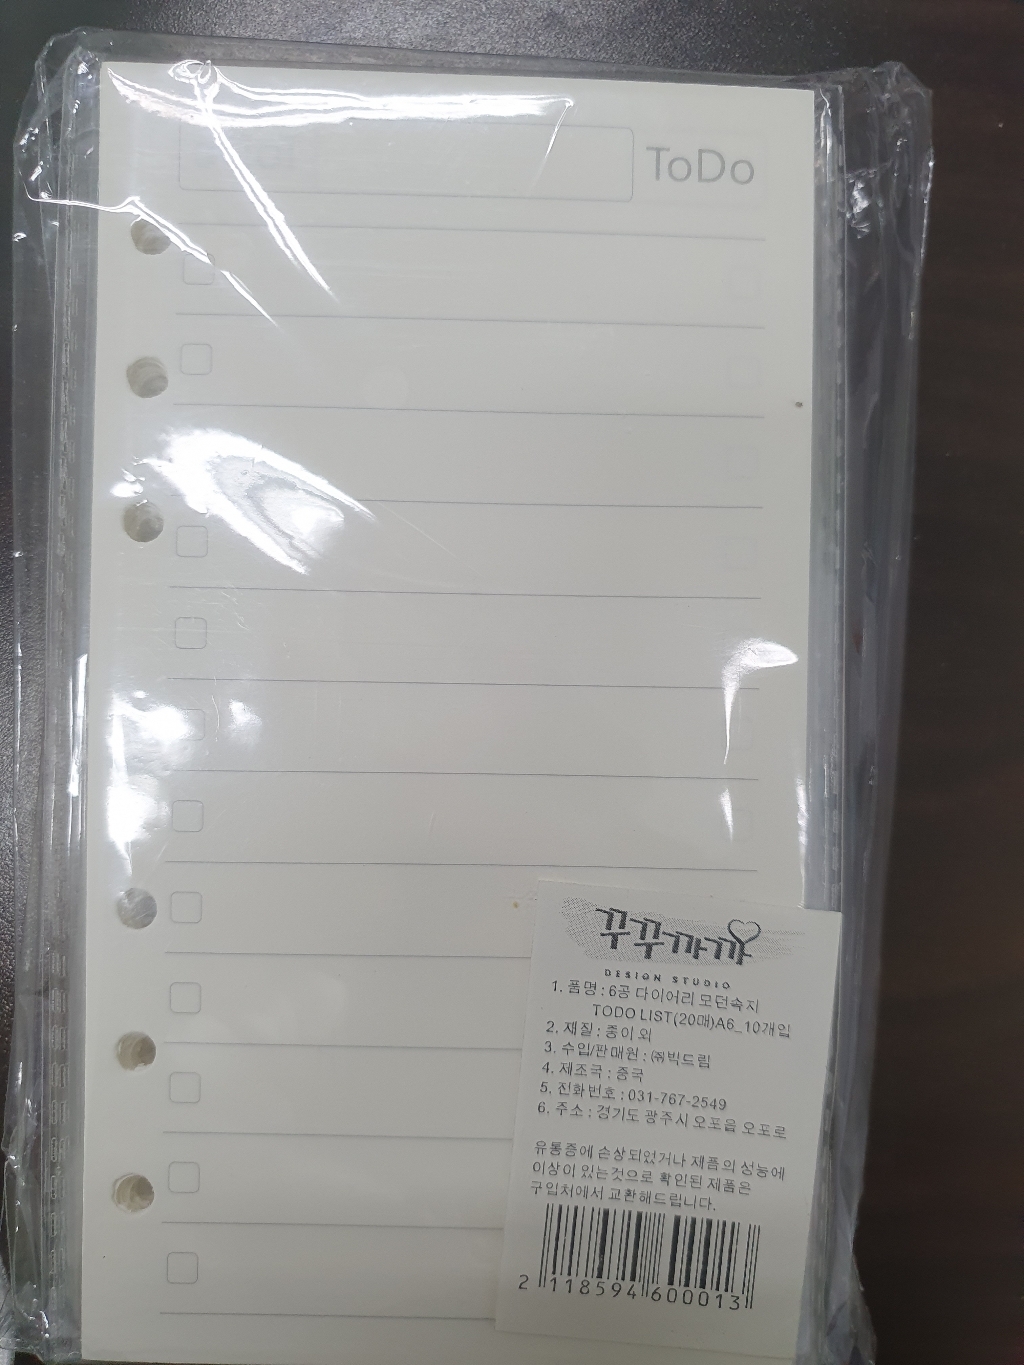 ToDo
꾸꾸까까
DESIGN STUDIO
1. 품명 : 6공 다이어리 모던속지
TODO LIST(20매)A6_10개입
2. 재질 : 종이 외
3. 수입/판매원 : ㈜빅드림
4. 제조국 : 중국
5. 전화번호 : 031-767-2549
6. 주소 : 경기도 광주시 오포읍 오포로
유통중에 손상되었거나 제품의 성능에
이상이 있는것으로 확인된 제품은
구입처에서 교환해드립니다.
2 118594 600013